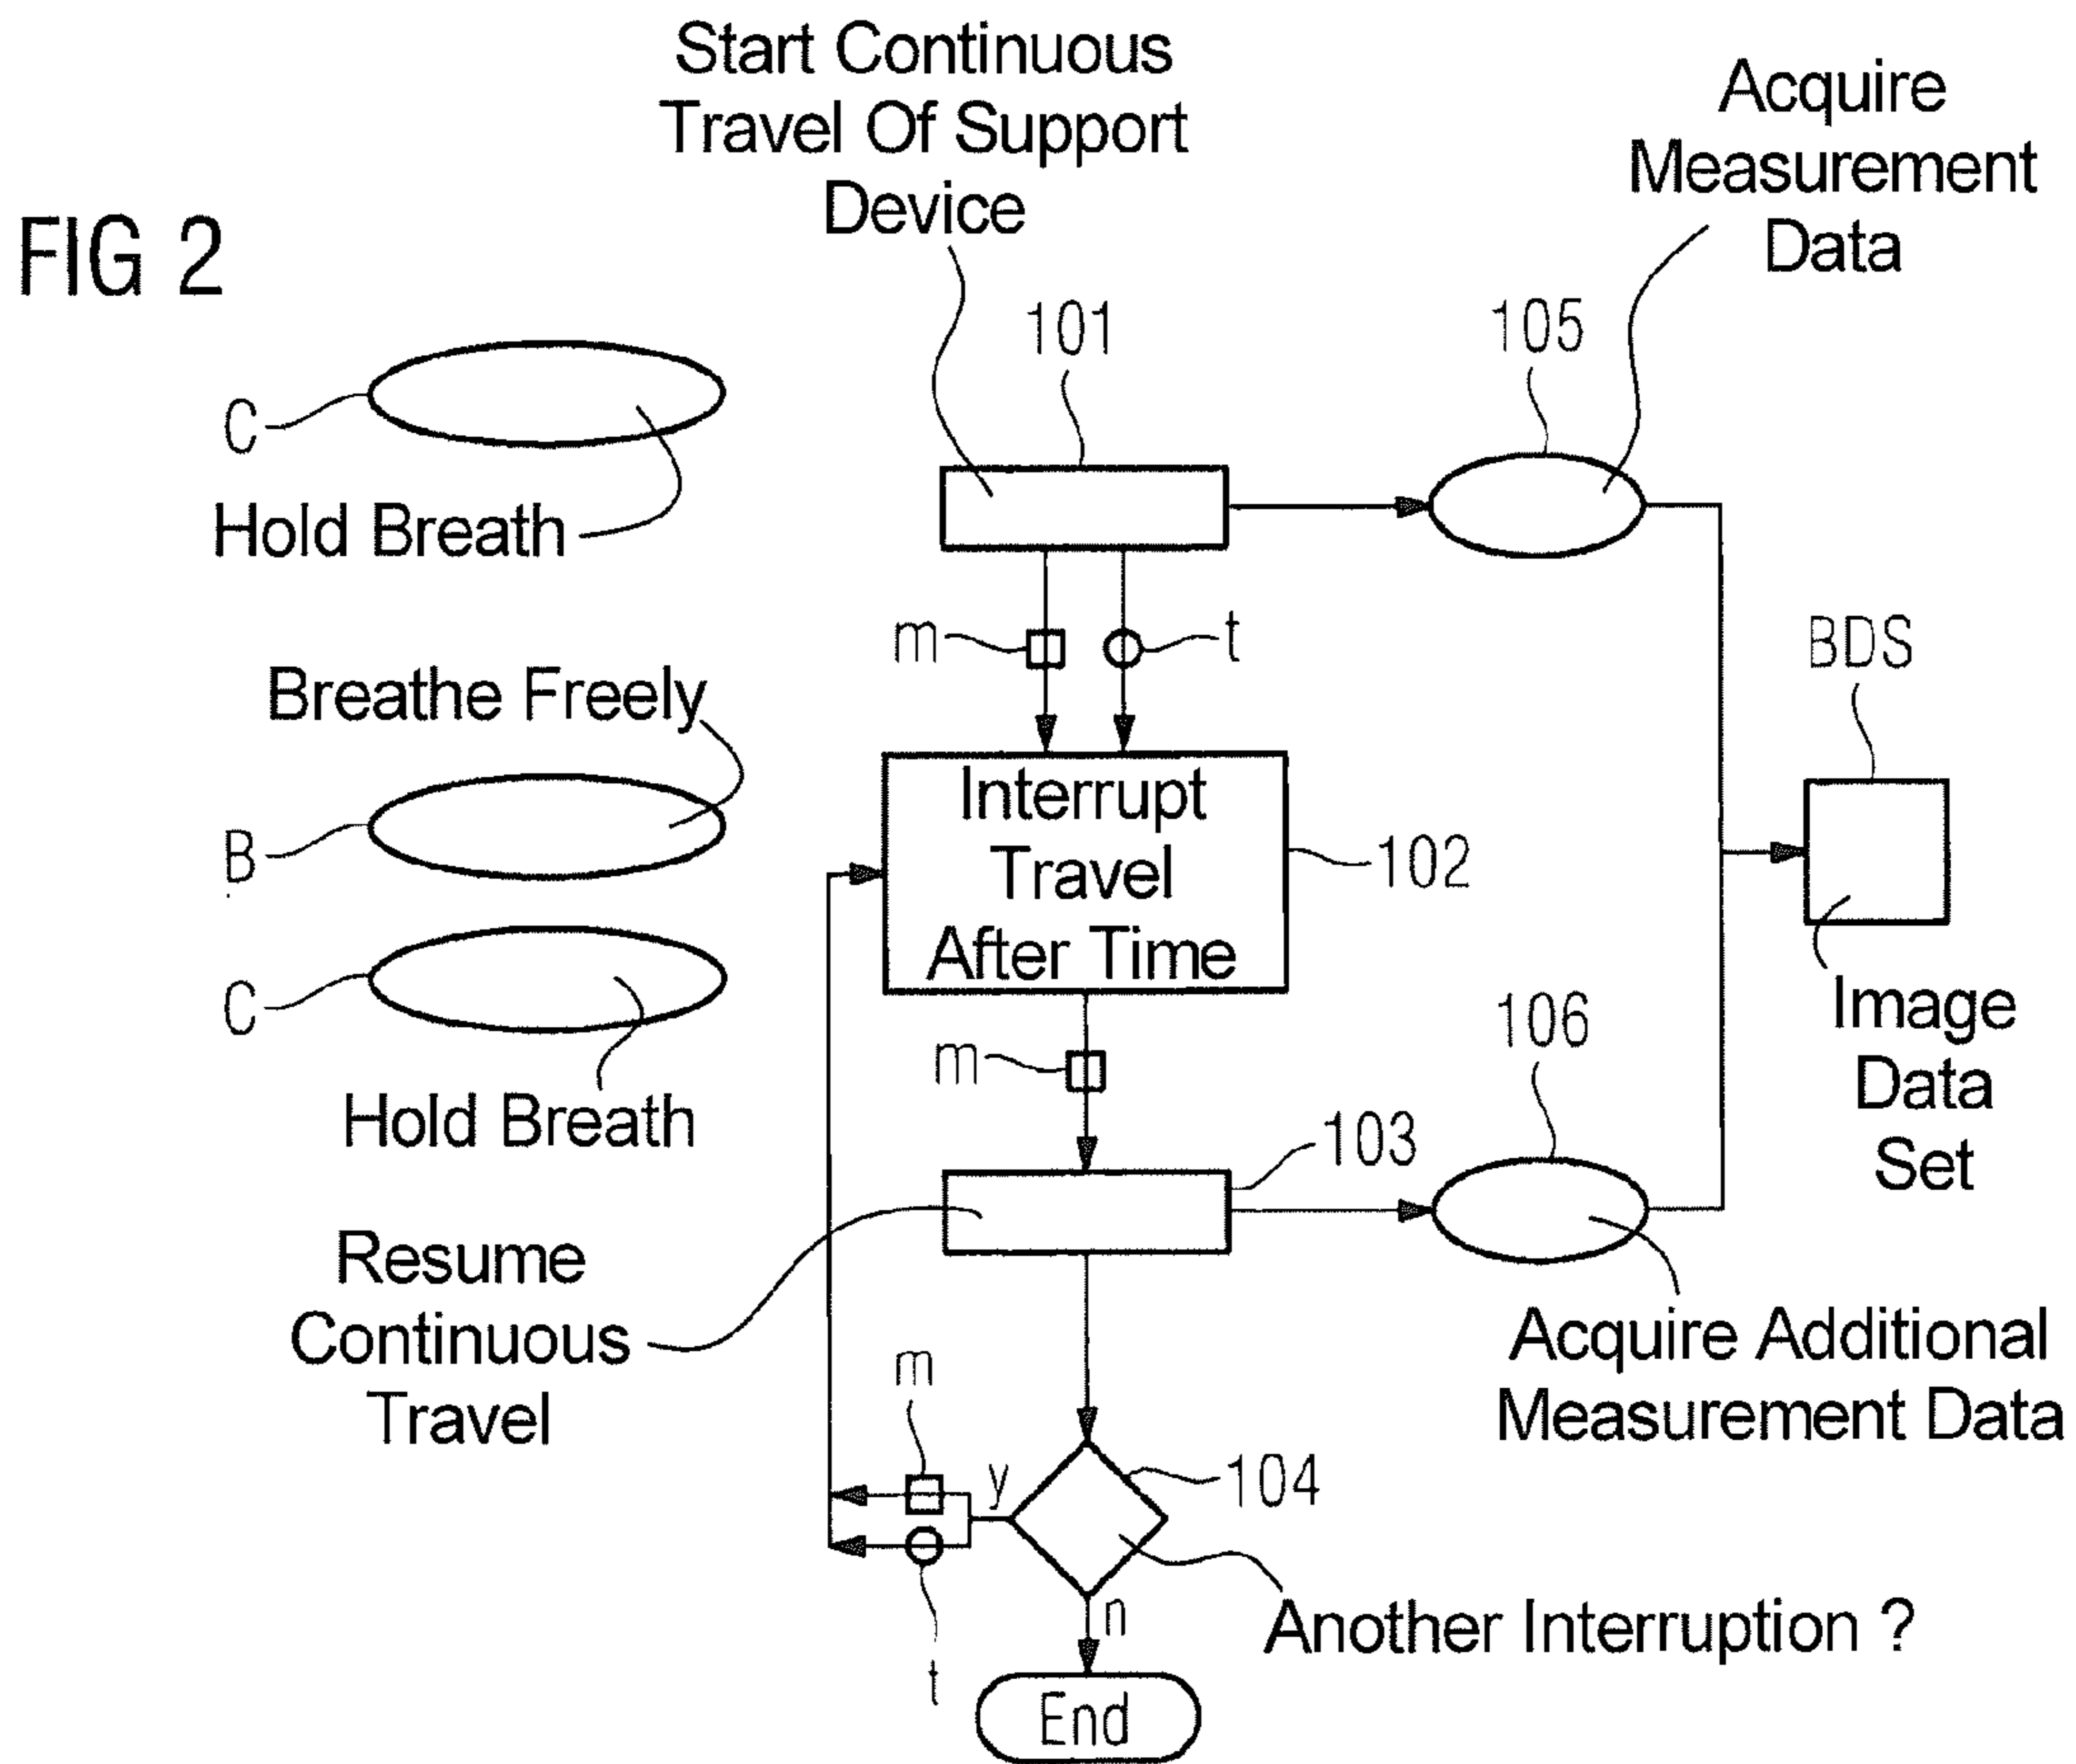 Start Continuous
Travel Of Support
Device
Acquire
Measurement
Data
FIG 2
101
105
C
Hold Breath
m
t
BDS
Breathe Freely
Interrupt
Travel
After Time
102
B
C
Hold Breath
Image
Data
Set
m
106
103
Resume
Continuous
Travel
Acquire Additional
Measurement Data
m
y
104
t
n
Another Interruption ?
End